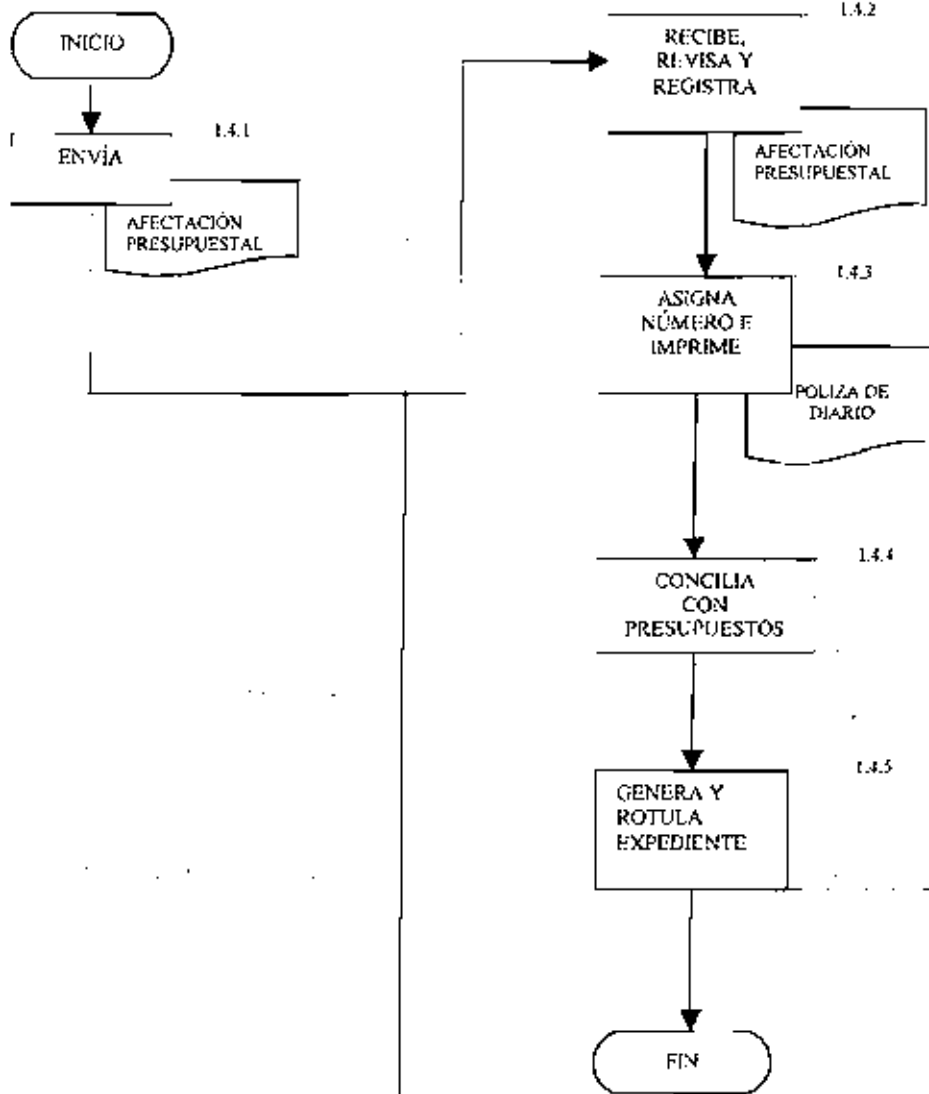 INICIO
1.4.1
ENVÍA
AFECTACIÓN
PRESUPUESTAL
1.4.2
RECIBE,
REVISA Y
REGISTRA
AFECTACIÓN
PRESUPUESTAL
1.4.3
ASIGNA
NÚMERO E
IMPRIME
POLIZA DE
DIARIO
1.4.4
CONCILIA
CON
PRESUPUESTOS
1.4.5
GENERA Y
ROTULA
EXPEDIENTE
FIN